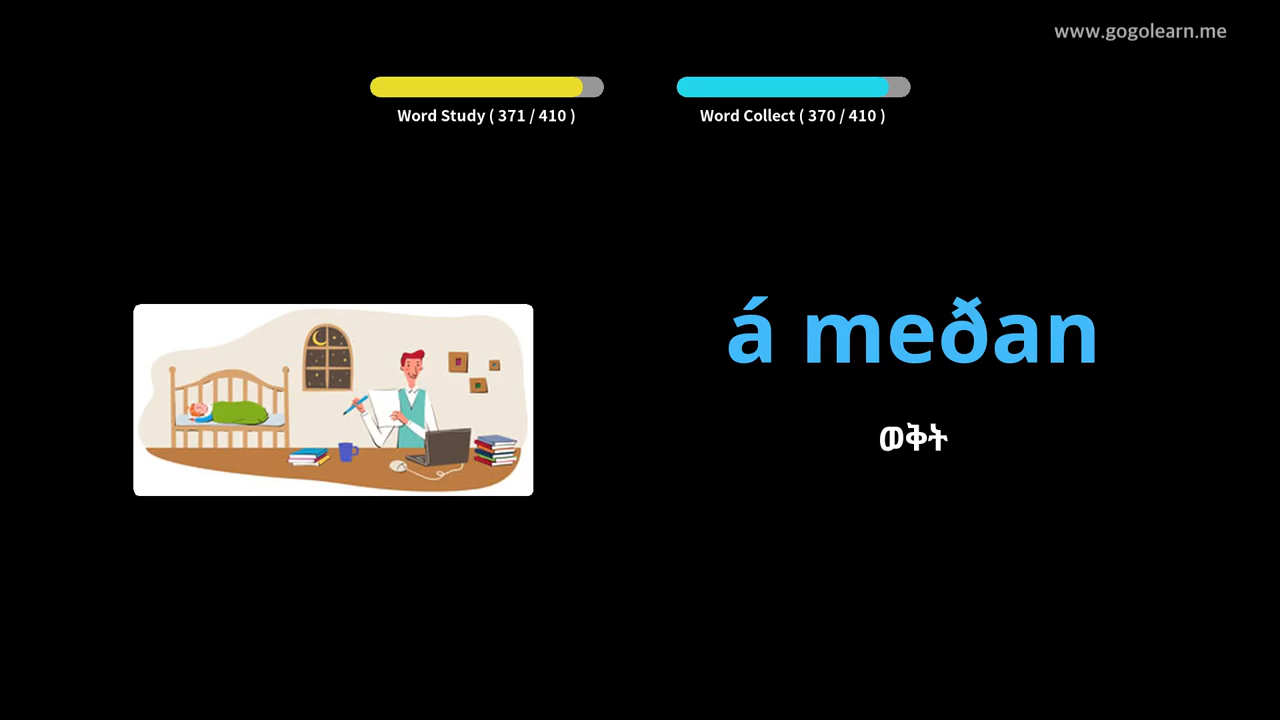 www.gogolearn.me
Word Study ( 371 / 410 )
Word Collect ( 370 / 410 )
á meðan
ወቅት